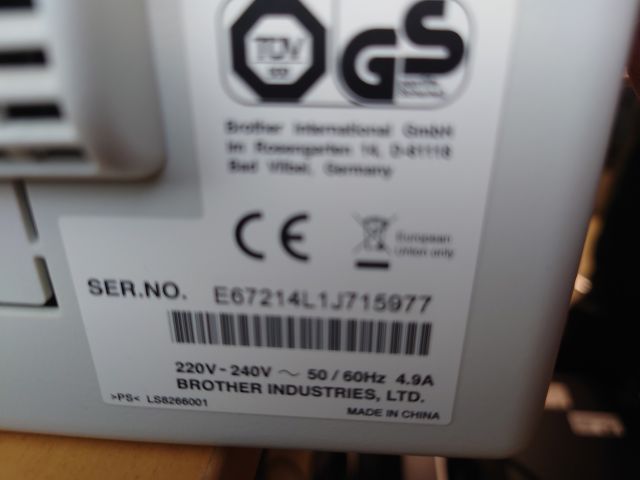 TÜV
GS
Brother International GmbH
Im Rosengarten 14, D-61118
Bad Vilbel, Germany
CE
European
Union only
SER.NO. E67214L1J715977
220V-240V ~ 50/60Hz 4.9A
BROTHER INDUSTRIES, LTD.
>PS< LS8266001
MADE IN CHINA